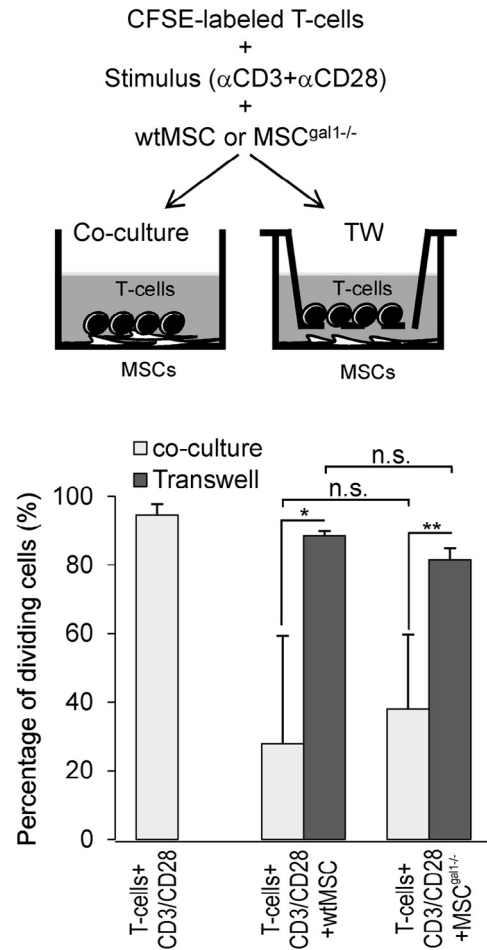 CFSE-labeled T-cells
+
Stimulus (αCD3+αCD28)
+
wtMSC or MSCgal1-/-
Co-culture
TW
T-cells
T-cells
MSCs
MSCs
co-culture
Transwell
n.s.
n.s.
*
**
Percentage of dividing cells (%)
100
80
60
40
20
0
T-cells+
CD3/CD28
T-cells+
CD3/CD28
+wtMSC
T-cells+
CD3/CD28
+MSCgal1-/-